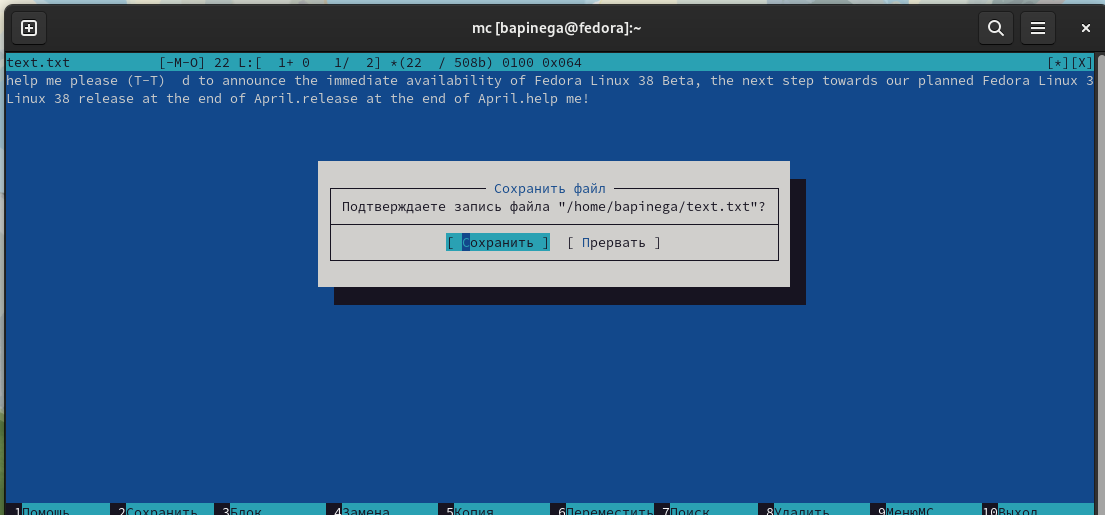 mc [bapinega@fedora]:~
text.txt [-M-O] 22 L:[ 1+ 0 1/ 2] *(22 / 508b) 0100 0x064 [*][X]
help me please (T-T) d to announce the immediate availability of Fedora Linux 38 Beta, the next step towards our planned Fedora Linux 3
Linux 38 release at the end of April.release at the end of April.help me!
Сохранить файл
Подтверждаете запись файла "/home/bapinega/text.txt"?
[ Сохранить ] [ Прервать ]
1Помощь 2Сохранить 3Блок 4Замена 5Копия 6Переместить 7Поиск 8Удалить 9МенюМС 10Выход